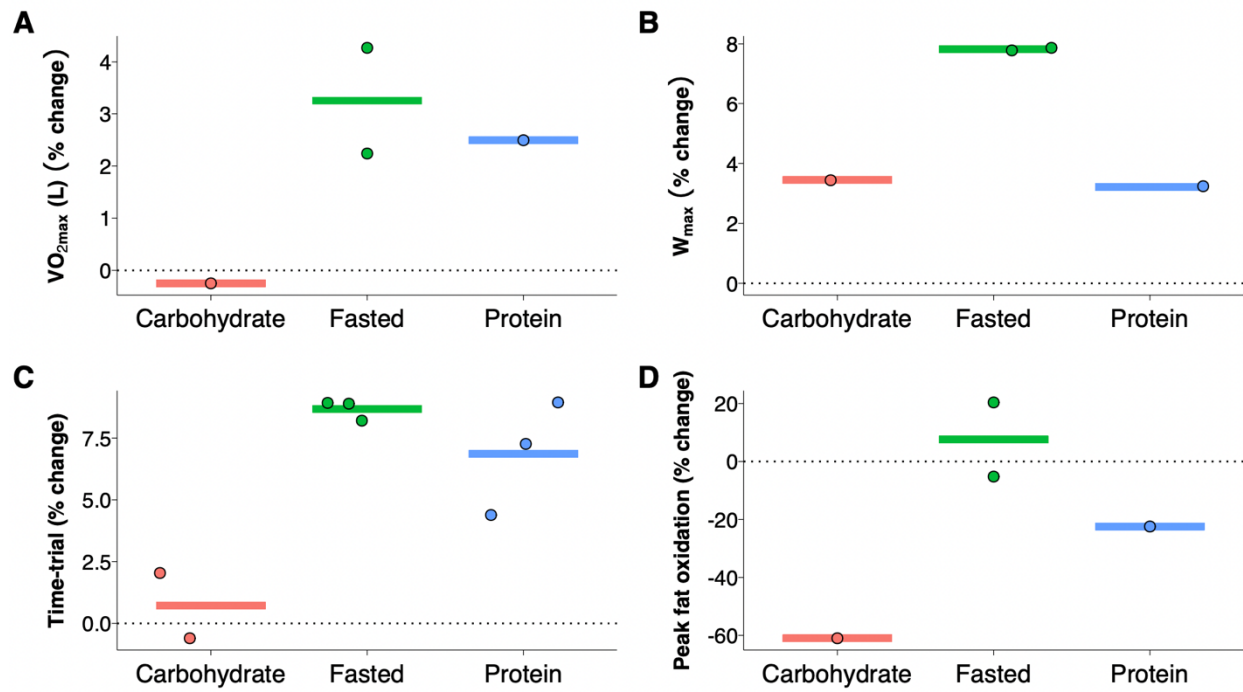 A
VO2max (L) (% change)
4
3
2
1
0
Carbohydrate Fasted Protein
B
Wmax (% change)
8
6
4
2
0
Carbohydrate Fasted Protein
C
Time-trial (% change)
7.5
5.0
2.5
0.0
Carbohydrate Fasted Protein
D
Peak fat oxidation (% change)
20
0
-20
-40
-60
Carbohydrate Fasted Protein